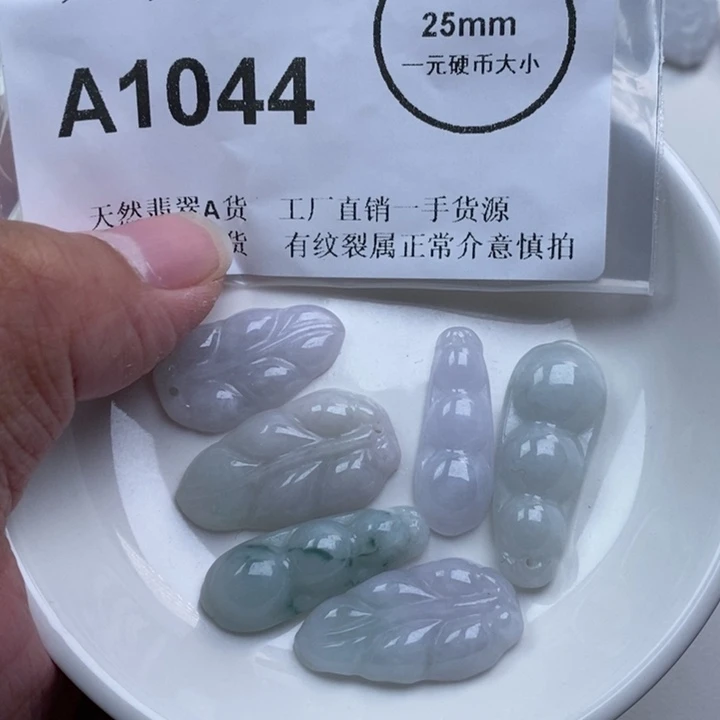 25mm
一元硬币大小
A1044
天然翡翠A货 工厂直销一手货源
货 有纹裂属正常介意慎拍